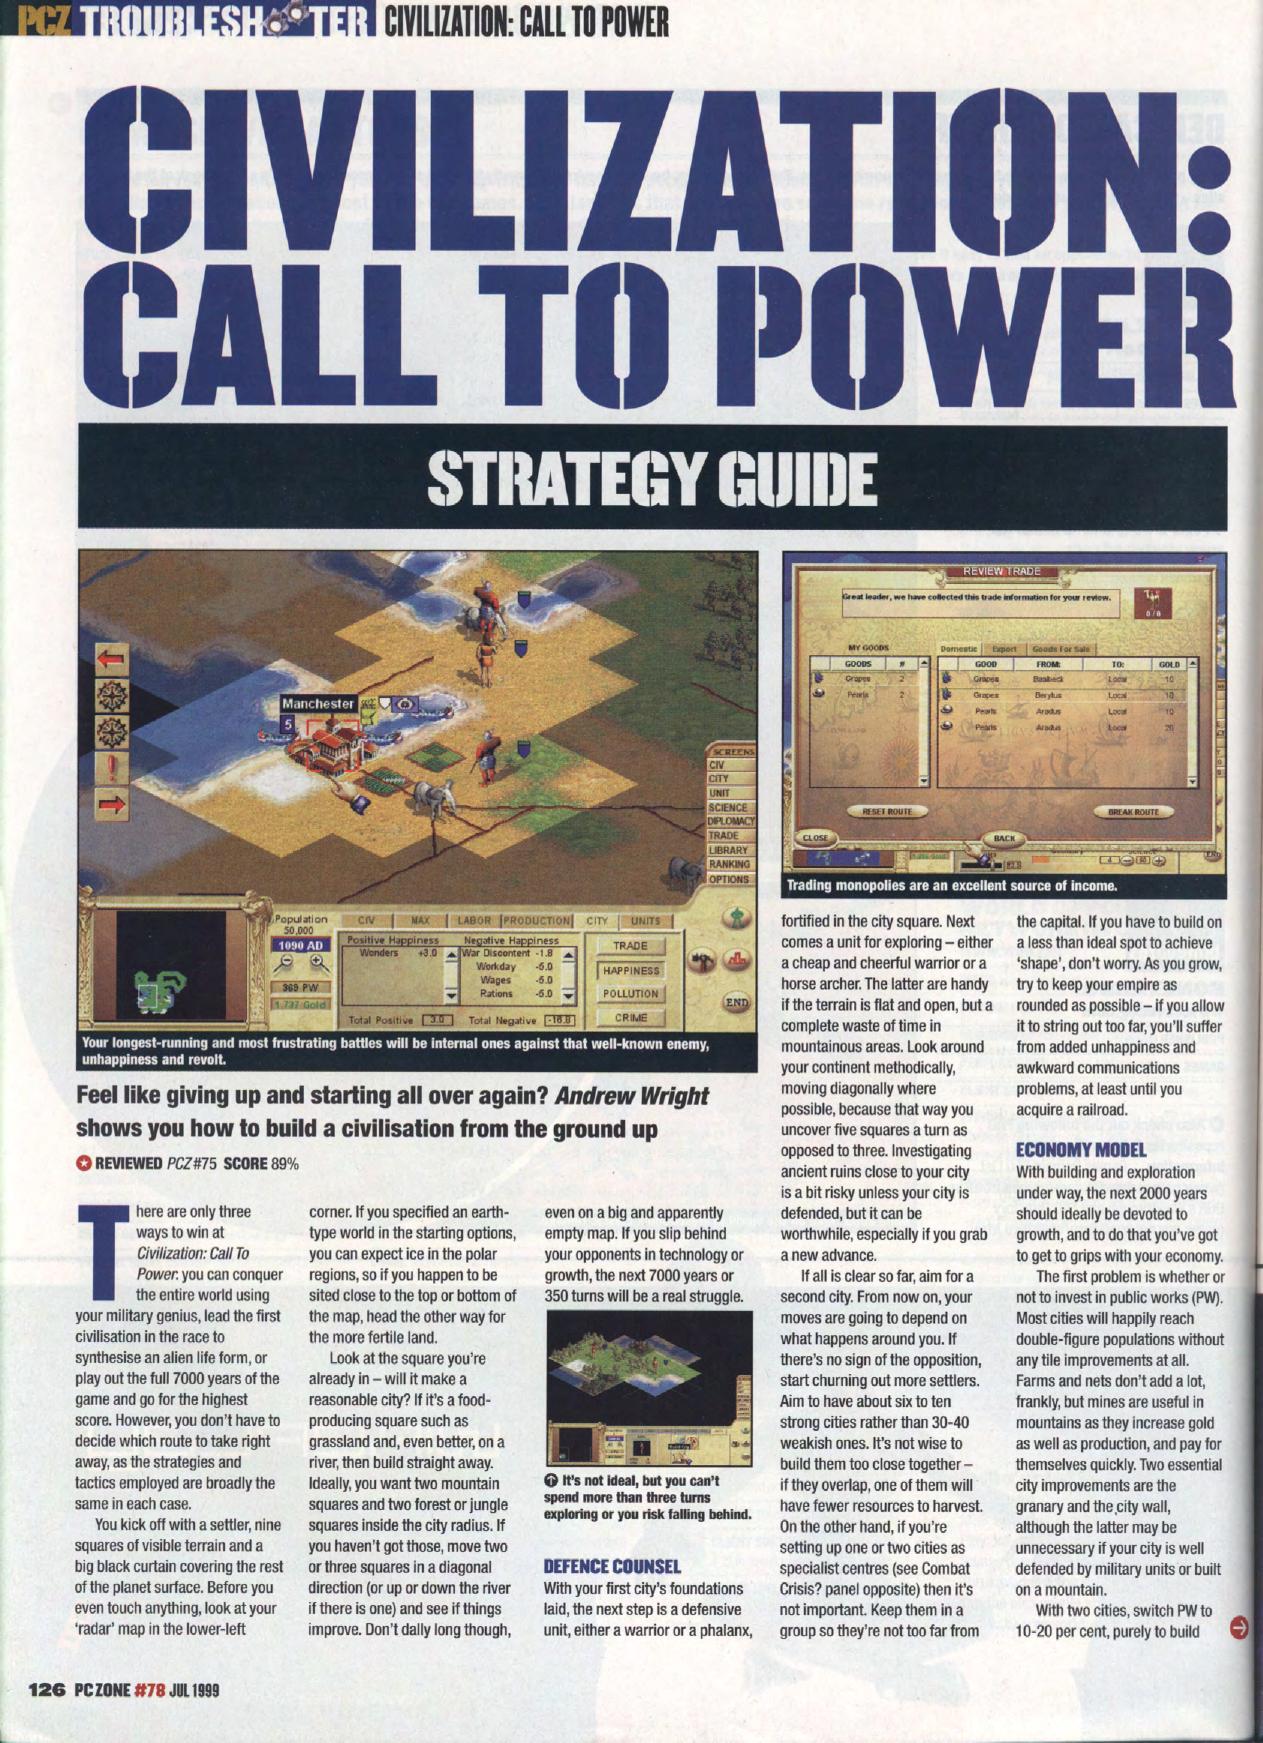 PCZ TROUBLESHOOTER CIVILIZATION: CALL TO POWER
CIVILIZATION:
CALL TO POWER
STRATEGY GUIDE
Manchester
5
SCREENS
CIV
CITY
UNIT
SCIENCE
DIPLOMACY
TRADE
LIBRARY
RANKING
OPTIONS
Population
50,000
1090 AD
369 PW
1,737 Gold
CIV MAX LABOR PRODUCTION CITY UNITS
Positive Happiness
Wonders +3.0
Negative Happiness
War Discontent -1.8
Workday -5.0
Wages -6.0
Rations -5.0
Total Positive 3.0 Total Negative -16.8
TRADE
HAPPINESS
POLLUTION
CRIME
END
Your longest-running and most frustrating battles will be internal ones against that well-known enemy,
unhappiness and revolt.
REVIEW TRADE
Great leader, we have collected this trade information for your review.
0/8
MY GOODS
GOODS #
Grapes 2
Pearls 2
Domestic Export Goods For Sale
GOOD FROM: TO: GOLD
Grapes Baalbeck Local 10
Grapes Berytus Local 10
Pearls Aradus Local 10
Pearls Aradus Local 20
RESET ROUTE BREAK ROUTE
CLOSE BACK
Trading monopolies are an excellent source of income.
Feel like giving up and starting all over again? Andrew Wright
shows you how to build a civilisation from the ground up
REVIEWED PCZ#75 SCORE 89%
There are only three
ways to win at
Civilization: Call To
Power: you can conquer
the entire world using
your military genius, lead the first
civilisation in the race to
synthesise an alien life form, or
play out the full 7000 years of the
game and go for the highest
score. However, you don't have to
decide which route to take right
away, as the strategies and
tactics employed are broadly the
same in each case.
You kick off with a settler, nine
squares of visible terrain and a
big black curtain covering the rest
of the planet surface. Before you
even touch anything, look at your
'radar' map in the lower-left
corner. If you specified an earth-
type world in the starting options,
you can expect ice in the polar
regions, so if you happen to be
sited close to the top or bottom of
the map, head the other way for
the more fertile land.
Look at the square you're
already in – will it make a
reasonable city? If it's a food-
producing square such as
grassland and, even better, on a
river, then build straight away.
Ideally, you want two mountain
squares and two forest or jungle
squares inside the city radius. If
you haven't got those, move two
or three squares in a diagonal
direction (or up or down the river
if there is one) and see if things
improve. Don't dally long though,
even on a big and apparently
empty map. If you slip behind
your opponents in technology or
growth, the next 7000 years or
350 turns will be a real struggle.
It's not ideal, but you can't
spend more than three turns
exploring or you risk falling behind.
DEFENCE COUNSEL
With your first city's foundations
laid, the next step is a defensive
unit, either a warrior or a phalanx,
fortified in the city square. Next
comes a unit for exploring – either
a cheap and cheerful warrior or a
horse archer. The latter are handy
if the terrain is flat and open, but a
complete waste of time in
mountainous areas. Look around
your continent methodically,
moving diagonally where
possible, because that way you
uncover five squares a turn as
opposed to three. Investigating
ancient ruins close to your city
is a bit risky unless your city is
defended, but it can be
worthwhile, especially if you grab
a new advance.
If all is clear so far, aim for a
second city. From now on, your
moves are going to depend on
what happens around you. If
there's no sign of the opposition,
start churning out more settlers.
Aim to have about six to ten
strong cities rather than 30-40
weakish ones. It's not wise to
build them too close together –
if they overlap, one of them will
have fewer resources to harvest.
On the other hand, if you're
setting up one or two cities as
specialist centres (see Combat
Crisis? panel opposite) then it's
not important. Keep them in a
group so they're not too far from
the capital. If you have to build on
a less than ideal spot to achieve
'shape', don't worry. As you grow,
try to keep your empire as
rounded as possible – if you allow
it to string out too far, you'll suffer
from added unhappiness and
awkward communications
problems, at least until you
acquire a railroad.
ECONOMY MODEL
With building and exploration
under way, the next 2000 years
should ideally be devoted to
growth, and to do that you've got
to get to grips with your economy.
The first problem is whether or
not to invest in public works (PW).
Most cities will happily reach
double-figure populations without
any tile improvements at all.
Farms and nets don't add a lot,
frankly, but mines are useful in
mountains as they increase gold
as well as production, and pay for
themselves quickly. Two essential
city improvements are the
granary and the city wall,
although the latter may be
unnecessary if your city is well
defended by military units or built
on a mountain.
With two cities, switch PW to
10-20 per cent, purely to build
126 PC ZONE #78 JUL 1999